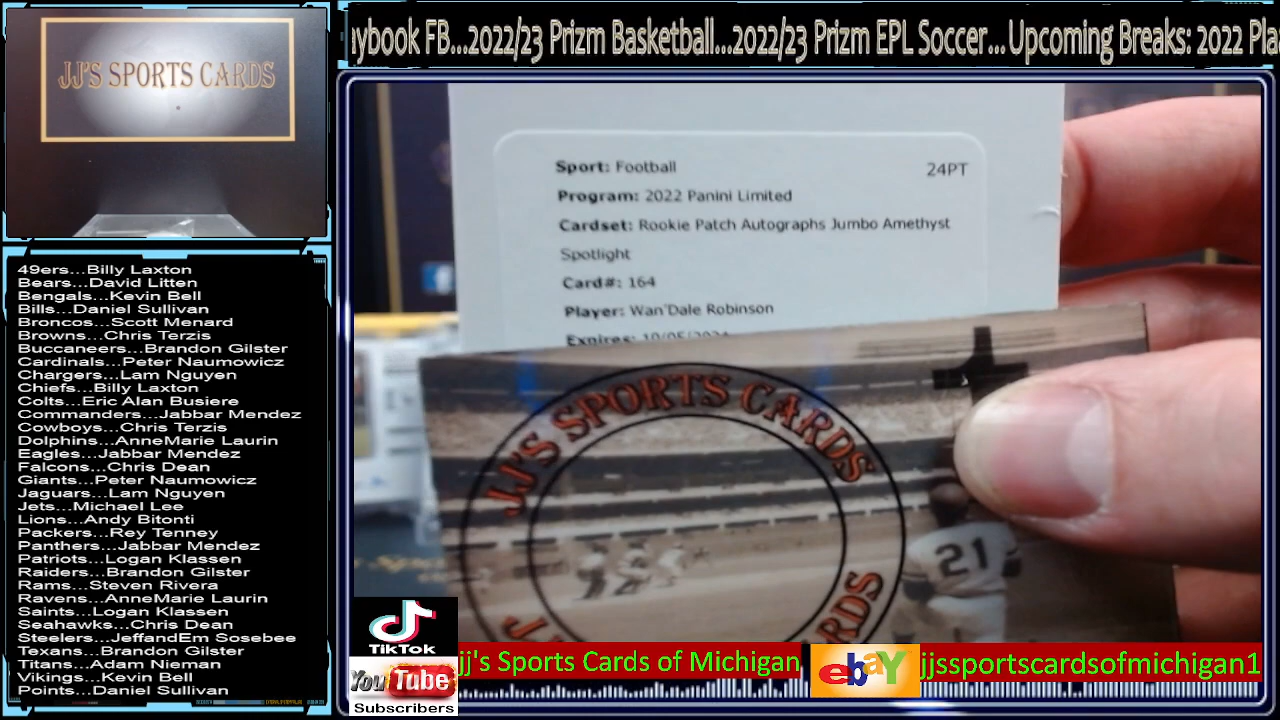 JJ'S SPORTS CARDS
aybook FB...2022/23 Prizm Basketball...2022/23 Prizm EPL Soccer... Upcoming Breaks: 2022 Pla
49ers...Billy Laxton
Bears...David Litten
Bengals...Kevin Bell
Bills...Daniel Sullivan
Broncos...Scott Menard
Browns...Chris Terzis
Buccaneers...Brandon Gilster
Cardinals...Peter Naumowicz
Chargers...Lam Nguyen
Chiefs...Billy Laxton
Colts...Eric Alan Busiere
Commanders...Jabbar Mendez
Cowboys...Chris Terzis
Dolphins...AnneMarie Laurin
Eagles...Jabbar Mendez
Falcons...Chris Dean
Giants...Peter Naumowicz
Jaguars...Lam Nguyen
Jets...Michael Lee
Lions...Andy Bitonti
Packers...Rey Tenney
Panthers...Jabbar Mendez
Patriots...Logan Klassen
Raiders...Brandon Gilster
Rams...Steven Rivera
Ravens...AnneMarie Laurin
Saints...Logan Klassen
Seahawks...Chris Dean
Steelers...JeffandEm Sosebee
Texans...Brandon Gilster
Titans...Adam Nieman
Vikings...Kevin Bell
Points...Daniel Sullivan
Sport: Football 24PT
Program: 2022 Panini Limited
Cardset: Rookie Patch Autographs Jumbo Amethyst
Spotlight
Card#: 164
Player: Wan'Dale Robinson
Expires:
JJ'S SPORTS CARDS
21
TikTok
YouTube
Subscribers
jj's Sports Cards of Michigan
ebay
jjssportscardsofmichigan1